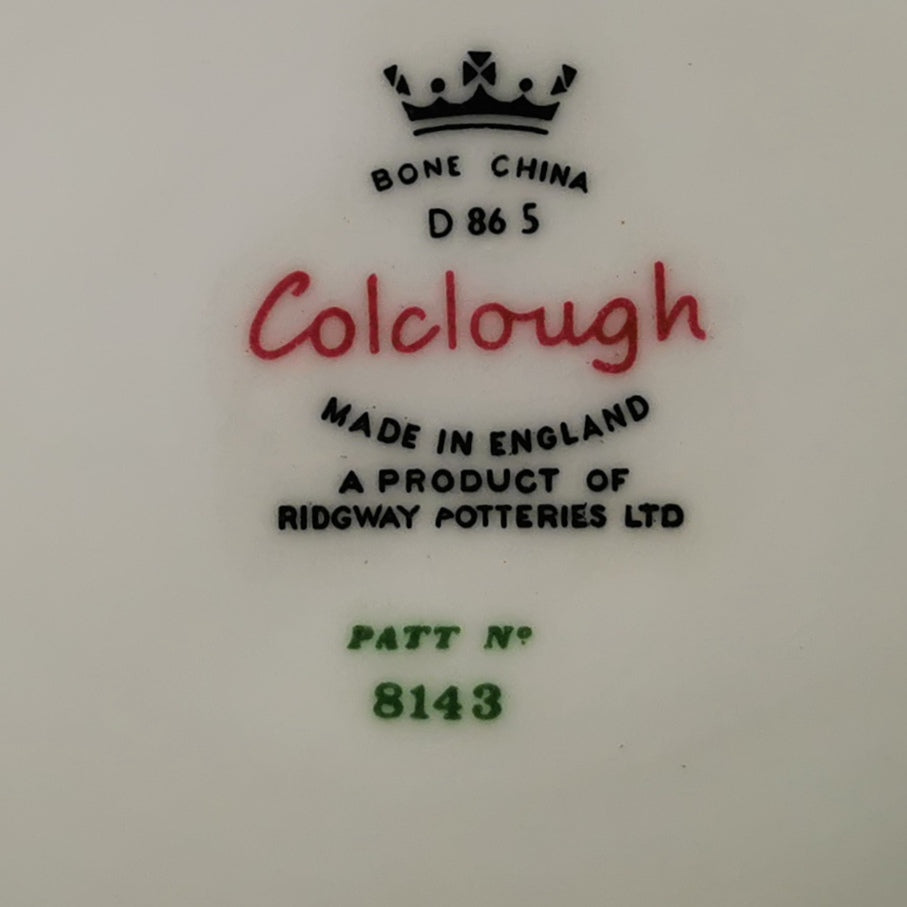 BONE CHINA
D 86 5
Colclough
MADE IN ENGLAND
A PRODUCT OF
RIDGWAY POTTERIES LTD
PATT Nº
8143